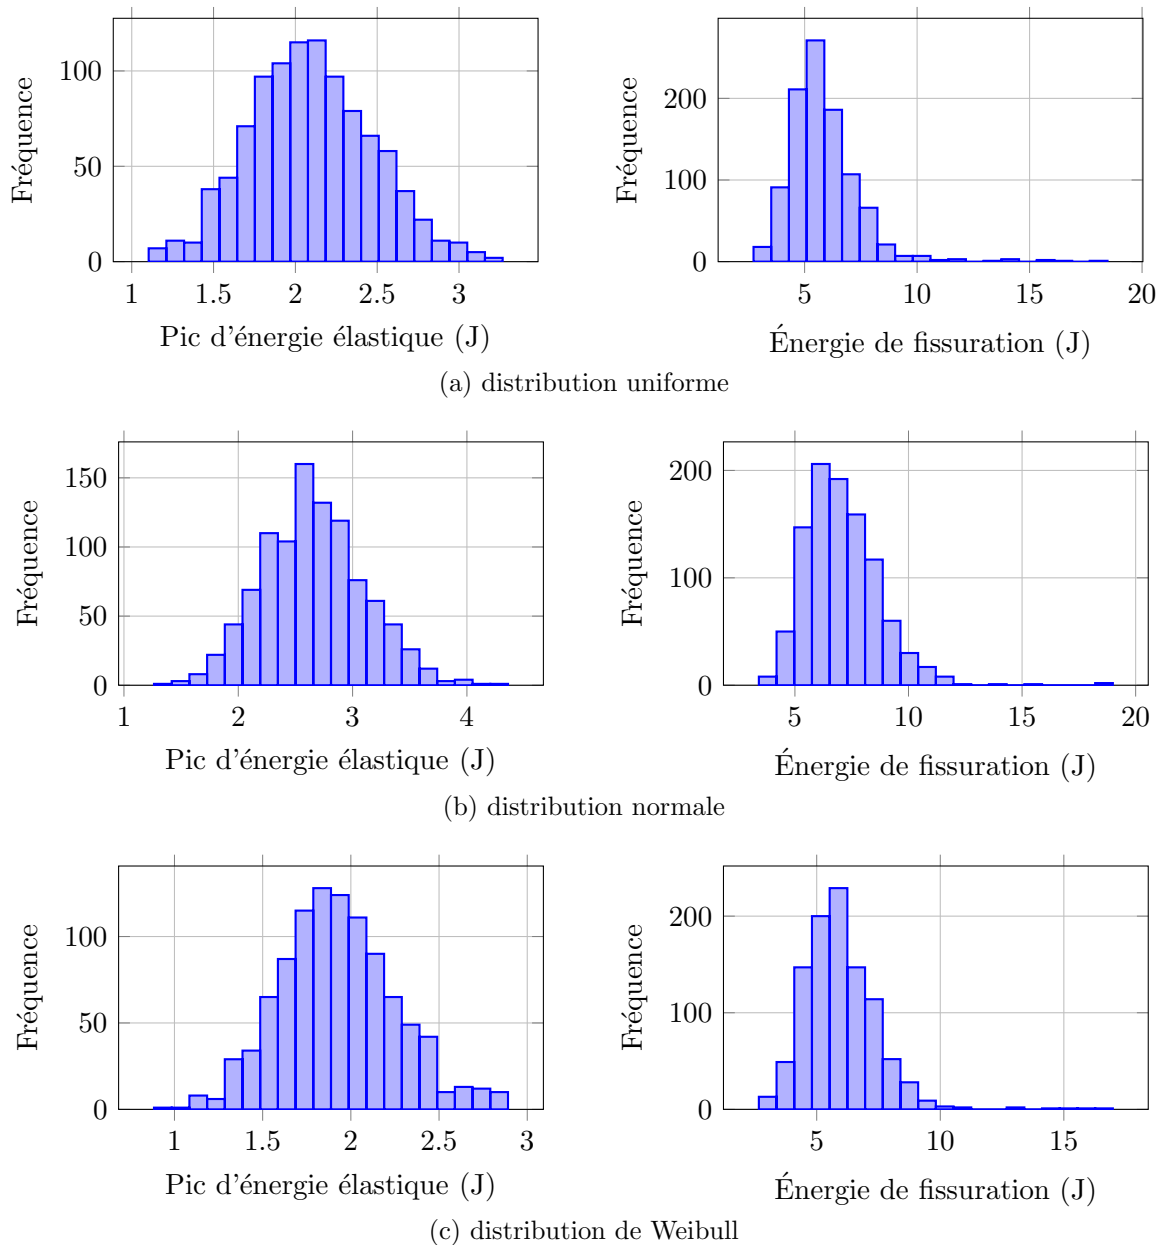 Fréquence
100
50
0
1 1.5 2 2.5 3
Pic d'énergie élastique (J)
Fréquence
200
100
0
5 10 15 20
Énergie de fissuration (J)
(a) distribution uniforme
Fréquence
150
100
50
0
1 2 3 4
Pic d'énergie élastique (J)
Fréquence
200
100
0
5 10 15 20
Énergie de fissuration (J)
(b) distribution normale
Fréquence
100
50
0
1 1.5 2 2.5 3
Pic d'énergie élastique (J)
Fréquence
200
100
0
5 10 15
Énergie de fissuration (J)
(c) distribution de Weibull